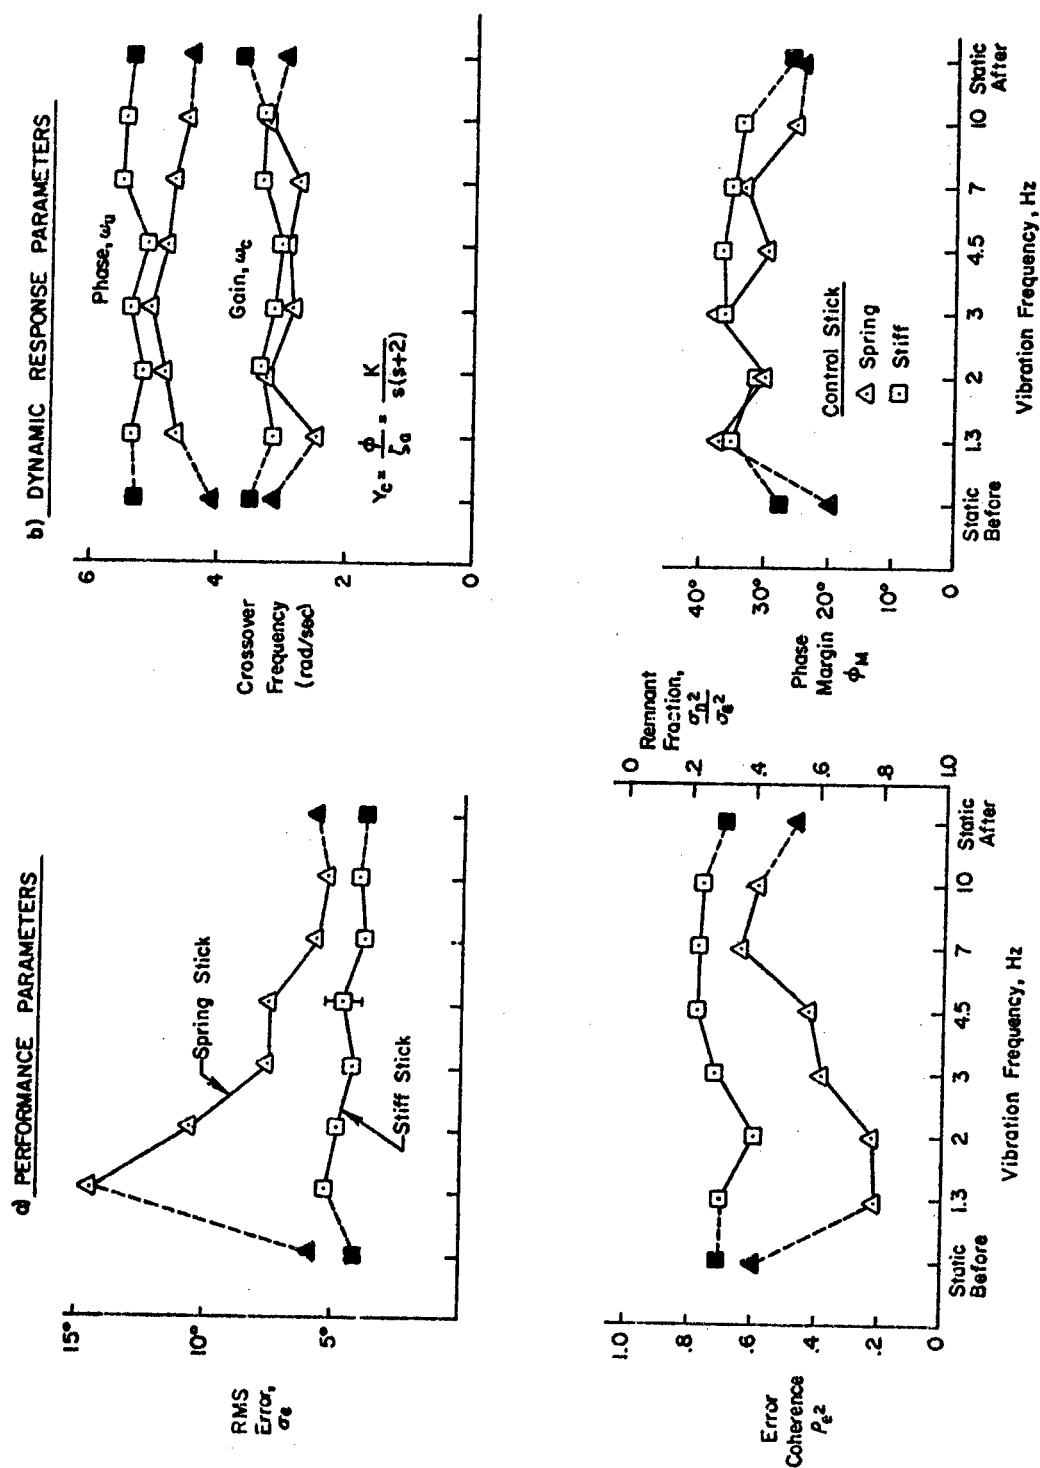 a) PERFORMANCE PARAMETERS
15°
10°
5°
RMS
Error,
σe
Spring Stick
Stiff Stick
1.0
.8
.6
.4
.2
0
Error
Coherence
ρe²
Static
Before
1.3
2
3
4.5
7
10
Static
After
Vibration Frequency, Hz
0
.2
.4
.6
.8
1.0
Remnant
Fraction,
σn²
σe²
b) DYNAMIC RESPONSE PARAMETERS
6
4
2
0
Crossover
Frequency
(rad/sec)
Phase, ωu
Gain, ωc
Yc = φ/ζa = K/s(s+2)
40°
30°
20°
10°
0
Phase
Margin
φM
Control Stick
Spring
Stiff
Static
Before
1.3
2
3
4.5
7
10
Static
After
Vibration Frequency, Hz